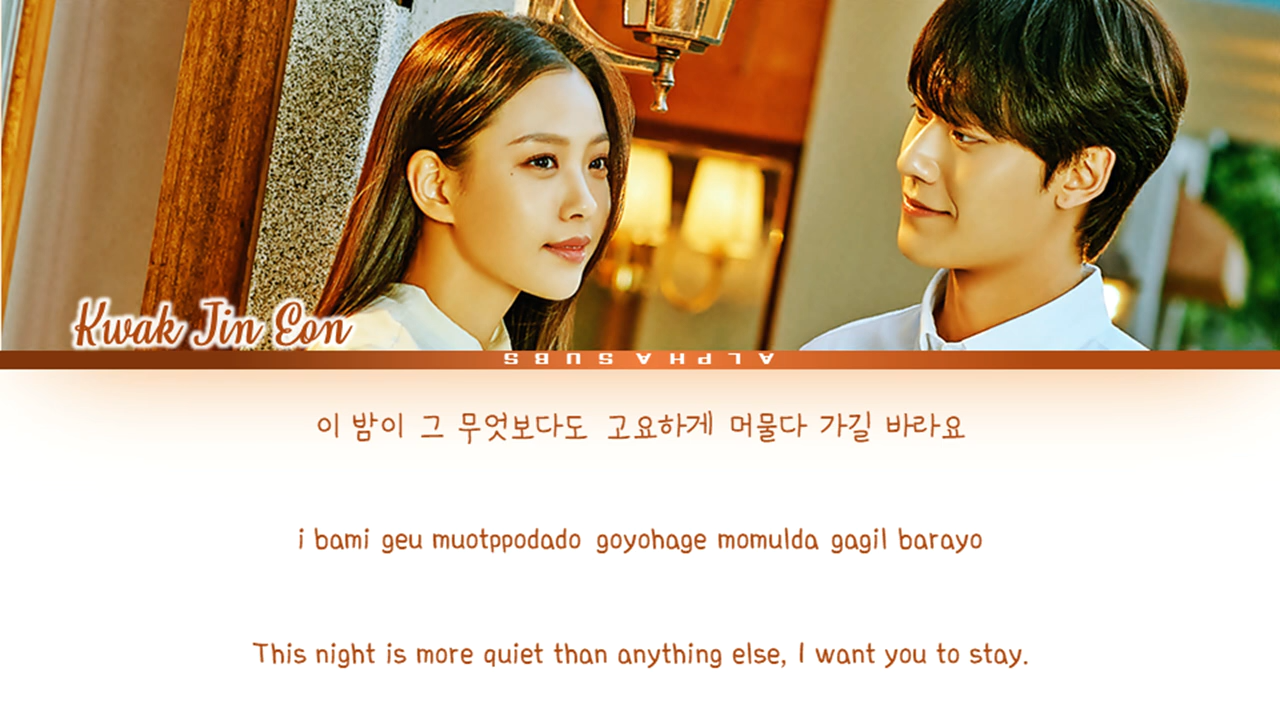 Kwak Jin Eon
ALPHA SUBS
이 밤이 그 무엇보다도 고요하게 머물다 가길 바라요
i bami geu muotppodado goyohage momulda gagil barayo
This night is more quiet than anything else, I want you to stay.